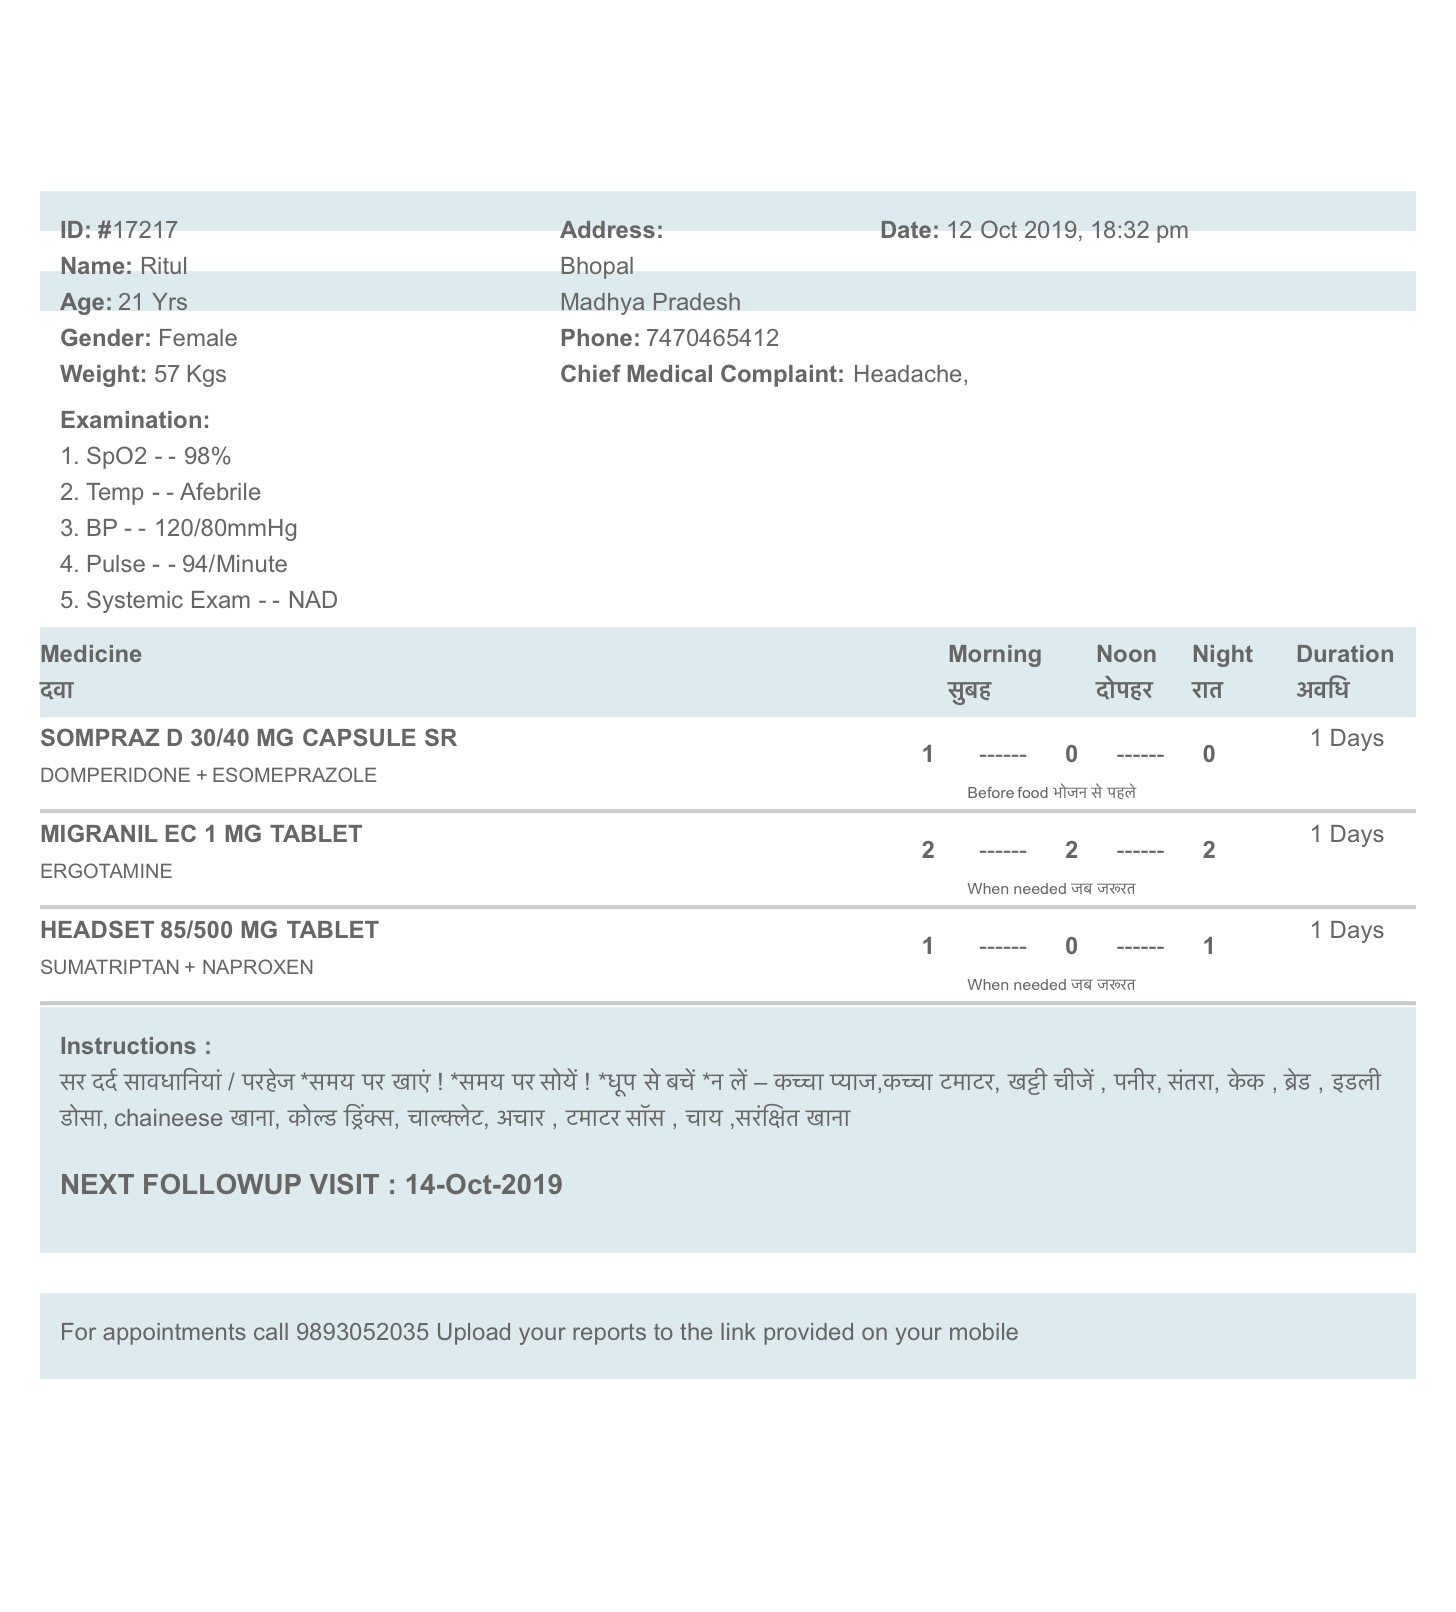 ID: #17217 Address: Date: 12 Oct 2019, 18:32 pm
Name: Ritul Bhopal
Age: 21 Yrs Madhya Pradesh
Gender: Female Phone: 7470465412
Weight: 57 Kgs Chief Medical Complaint: Headache,
Examination:
1. SpO2 - - 98%
2. Temp - - Afebrile
3. BP - - 120/80mmHg
4. Pulse - - 94/Minute
5. Systemic Exam - - NAD
Medicine Morning Noon Night Duration
दवा सुबह दोपहर रात अवधि
SOMPRAZ D 30/40 MG CAPSULE SR 1 ------ 0 ------ 0 1 Days
DOMPERIDONE + ESOMEPRAZOLE
Before food भोजन से पहले
MIGRANIL EC 1 MG TABLET 2 ------ 2 ------ 2 1 Days
ERGOTAMINE
When needed जब जरूरत
HEADSET 85/500 MG TABLET 1 ------ 0 ------ 1 1 Days
SUMATRIPTAN + NAPROXEN
When needed जब जरूरत
Instructions :
सर दर्द सावधानियां / परहेज *समय पर खाएं ! *समय पर सोयें ! *धूप से बचें *न लें – कच्चा प्याज,कच्चा टमाटर, खट्टी चीजें , पनीर, संतरा, केक , ब्रेड , इडली
डोसा, chaineese खाना, कोल्ड ड्रिंक्स, चाल्क्लेट, अचार , टमाटर सॉस , चाय ,सरंक्षित खाना
NEXT FOLLOWUP VISIT : 14-Oct-2019
For appointments call 9893052035 Upload your reports to the link provided on your mobile